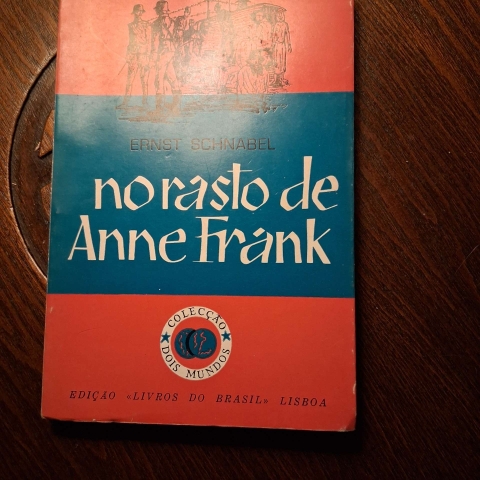 ERNST SCHNABEL
no rasto de
Anne Frank
COLECÇÃO
DOIS MUNDOS
EDIÇÃO «LIVROS DO BRASIL» LISBOA